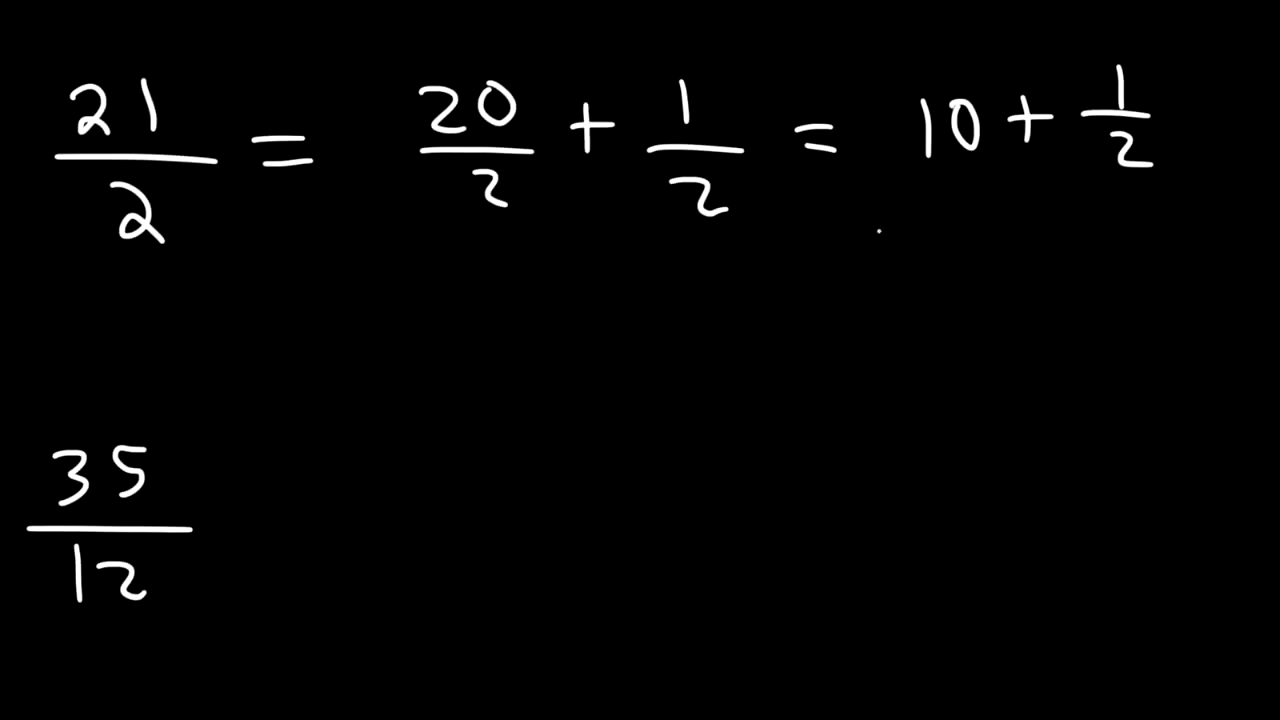 21/2 = 20/2 + 1/2 = 10 + 1/2
35/12